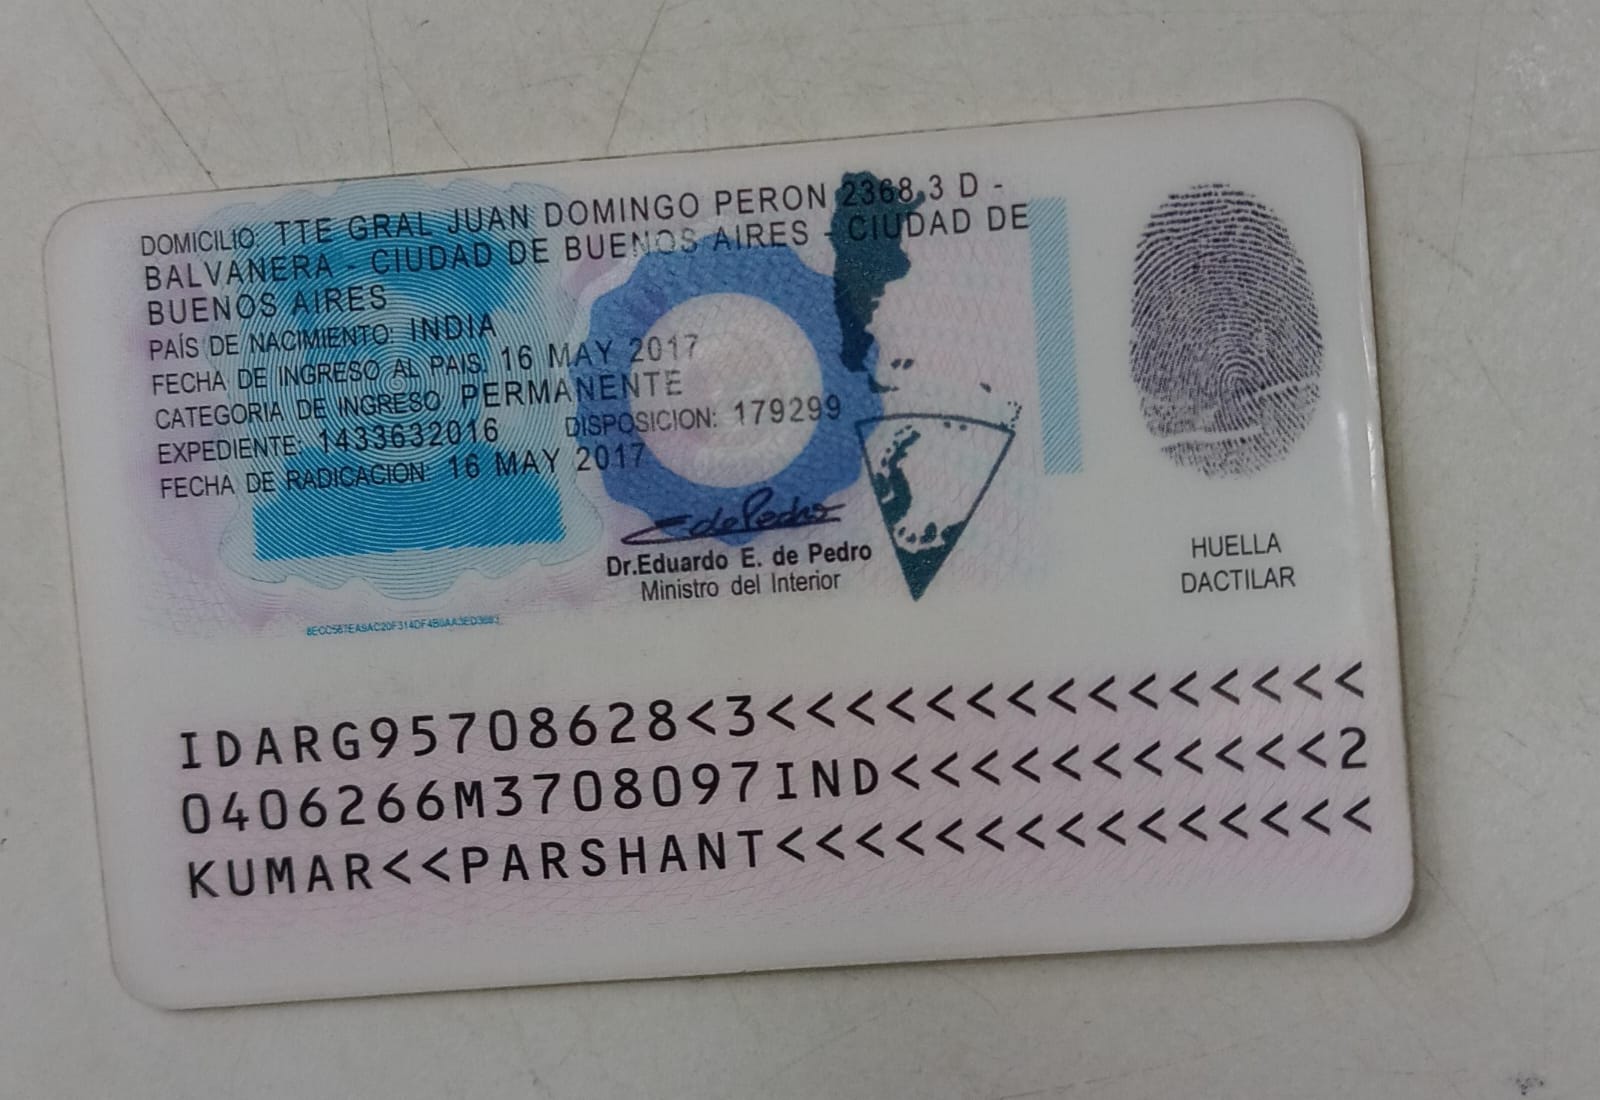 DOMICILIO: TTE GRAL JUAN DOMINGO PERON 2368,3 D -
BALVANERA - CIUDAD DE BUENOS AIRES - CIUDAD DE
BUENOS AIRES
PAÍS DE NACIMIENTO: INDIA
FECHA DE INGRESO AL PAIS: 16 MAY 2017
CATEGORIA DE INGRESO: PERMANENTE
EXPEDIENTE: 1433632016 DISPOSICION: 179299
FECHA DE RADICACION: 16 MAY 2017
Dr.Eduardo E. de Pedro
Ministro del Interior
HUELLA
DACTILAR
IDARG95708628<3<<<<<<<<<<<<<<<
0406266M3708097IND<<<<<<<<<<<2
KUMAR<<PARSHANT<<<<<<<<<<<<<<<